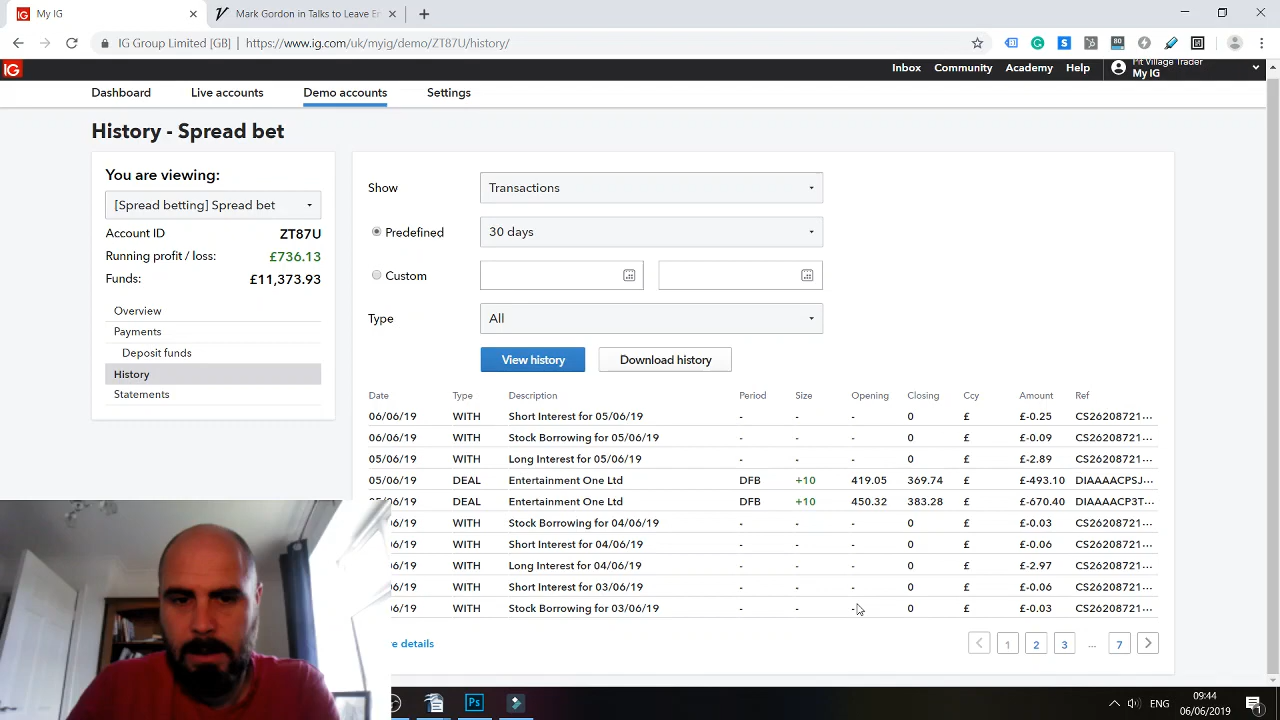 My IG
Mark Gordon in Talks to Leave En
IG Group Limited [GB] https://www.ig.com/uk/myig/demo/ZT87U/history/
80
IG
Inbox Community Academy Help Pit Village Trader
My IG
Dashboard Live accounts Demo accounts Settings
History - Spread bet
You are viewing:
[Spread betting] Spread bet
Account ID ZT87U
Running profit / loss: £736.13
Funds: £11,373.93
Overview
Payments
Deposit funds
History
Statements
Show Transactions
Predefined 30 days
Custom
Type All
View history Download history
Date Type Description Period Size Opening Closing Ccy Amount Ref
06/06/19 WITH Short Interest for 05/06/19 - - - 0 £ £-0.25 CS26208721...
06/06/19 WITH Stock Borrowing for 05/06/19 - - - 0 £ £-0.09 CS26208721...
05/06/19 WITH Long Interest for 05/06/19 - - - 0 £ £-2.89 CS26208721...
05/06/19 DEAL Entertainment One Ltd DFB +10 419.05 369.74 £ £-493.10 DIAAAACPSJ...
/06/19 DEAL Entertainment One Ltd DFB +10 450.32 383.28 £ £-670.40 DIAAAACP3T...
/06/19 WITH Stock Borrowing for 04/06/19 - - - 0 £ £-0.03 CS26208721...
/06/19 WITH Short Interest for 04/06/19 - - - 0 £ £-0.06 CS26208721...
/06/19 WITH Long Interest for 04/06/19 - - - 0 £ £-2.97 CS26208721...
/06/19 WITH Short Interest for 03/06/19 - - - 0 £ £-0.06 CS26208721...
/06/19 WITH Stock Borrowing for 03/06/19 - - - 0 £ £-0.03 CS26208721...
re details
1 2 3 ... 7
Ps
ENG
09:44
06/06/2019
1